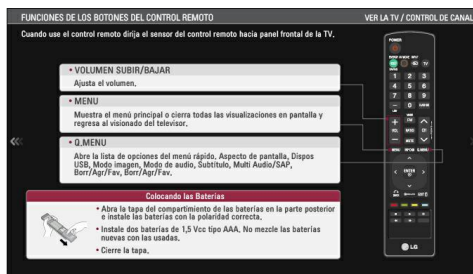 FUNCIONES DE LOS BOTONES DEL CONTROL REMOTO
VER LA TV / CONTROL DE CANAL
Cuando use el control remoto dirija el sensor del control remoto hacia panel frontal de la TV.
• VOLUMEN SUBIR/BAJAR
Ajusta el volumen.
• MENU
Muestra el menú principal o cierra todas las visualizaciones en pantalla y
regresa al visionado del televisor.
• Q.MENU
Abre la lista de opciones del menú rápido, Aspecto de pantalla, Dispos
USB, Modo imagen, Modo de audio, Subtítulo, Multi Audio/SAP,
Borr/Agr/Fav, Borr/Agr/Fav.
Colocando las Baterías
• Abra la tapa del compartimiento de las baterías en la parte posterior
e instale las baterías con la polaridad correcta.
• Instale dos baterías de 1,5 Vcc tipo AAA. No mezcle las baterías
nuevas con las usadas.
• Cierre la tapa.
POWER
TV
1 2 3
4 5 6
7 8 9
0
VOL
CH
MUTE
MENU
Q.MENU
ENTER
LG